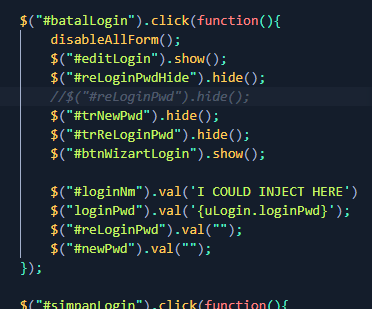 $("#batalLogin").click(function(){
disableAllForm();
$("#editLogin").show();
$("#reLoginPwdHide").hide();
//$("#reLoginPwd").hide();
$("#trNewPwd").hide();
$("#trReLoginPwd").hide();
$("#btnWizartLogin").show();
$("#loginNm").val('I COULD INJECT HERE')
$("loginPwd").val('{uLogin.loginPwd}');
$("#reLoginPwd").val("");
$("#newPwd").val("");
});
$("#simpanLogin").click(function(){